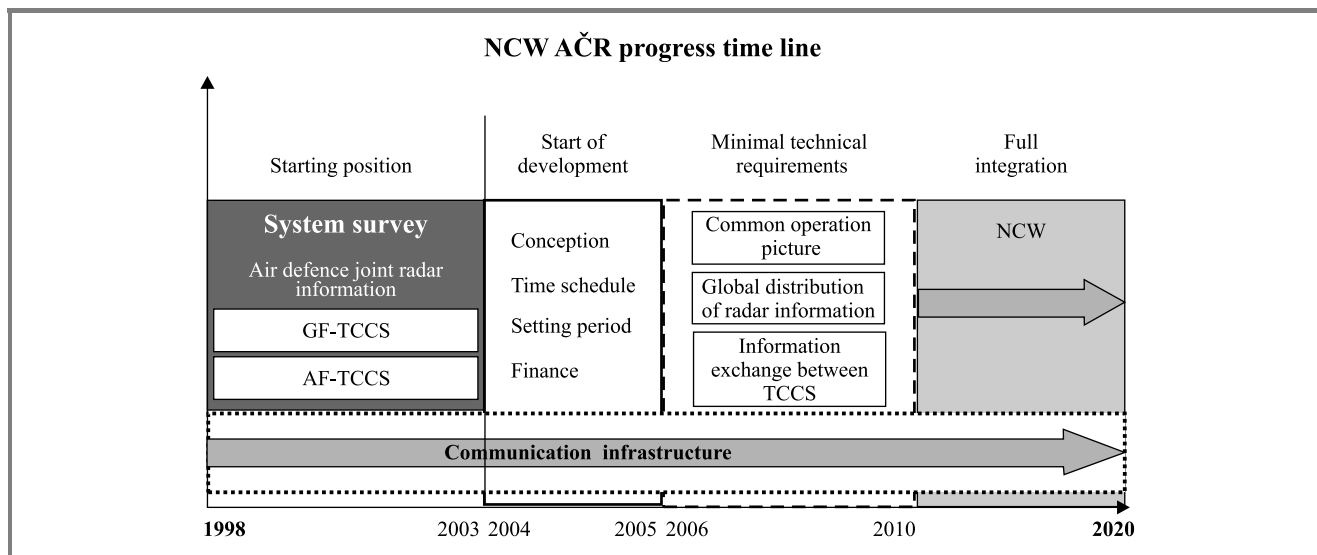 NCW AČR progress time line
Starting position
Start of
development
Minimal technical
requirements
Full
integration
System survey
Air defence joint radar
information
GF-TCCS
AF-TCCS
Conception
Time schedule
Setting period
Finance
Common operation
picture
Global distribution
of radar information
Information
exchange between
TCCS
NCW
Communication infrastructure
1998 2003 2004 2005 2006 2010 2020